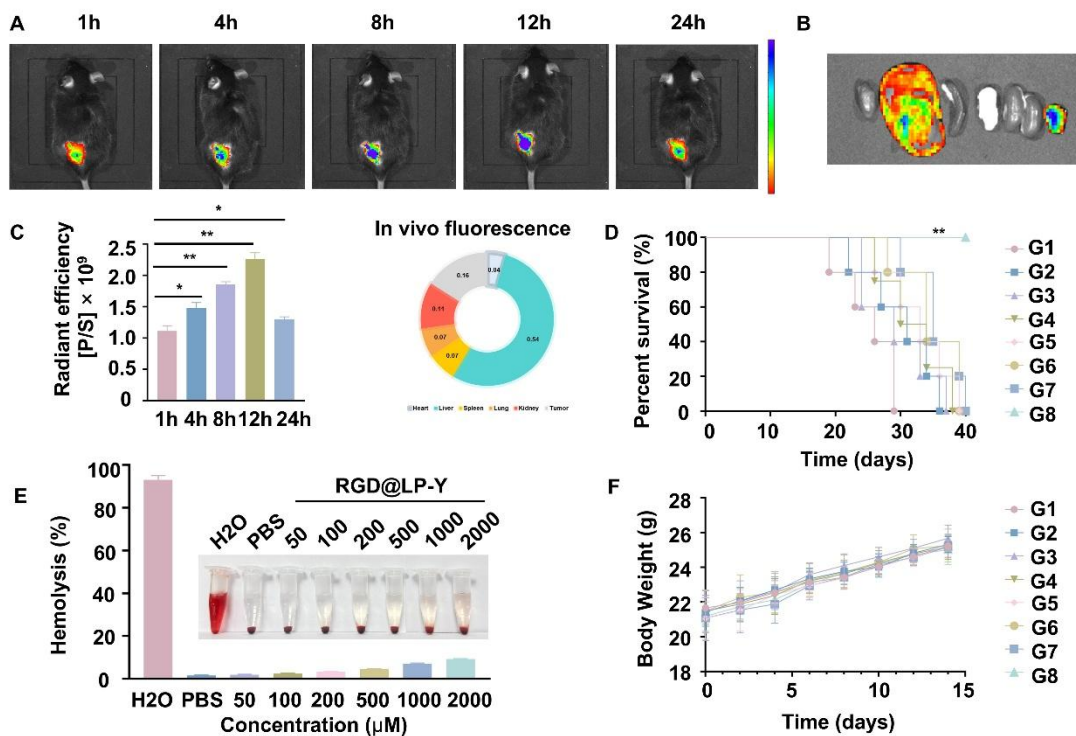 A
1h 4h 8h 12h 24h
B
C
Radiant efficiency
[P/S] × 10⁹
2.5
2.0
1.5
1.0
0.5
0
*
**
**
*
1h 4h 8h 12h 24h
In vivo fluorescence
0.04
0.16
0.11
0.07
0.07
0.54
Heart Liver Spleen Lung Kidney Tumor
D
Percent survival (%)
100
80
60
40
20
0
**
0 10 20 30 40
Time (days)
G1
G2
G3
G4
G5
G6
G7
G8
E
Hemolysis (%)
100
80
60
40
20
0
RGD@LP-Y
H2O PBS 50 100 200 500 1000 2000
H2O PBS 50 100 200 500 1000 2000
Concentration (μM)
F
Body Weight (g)
28
26
24
22
20
18
0 5 10 15
Time (days)
G1
G2
G3
G4
G5
G6
G7
G8